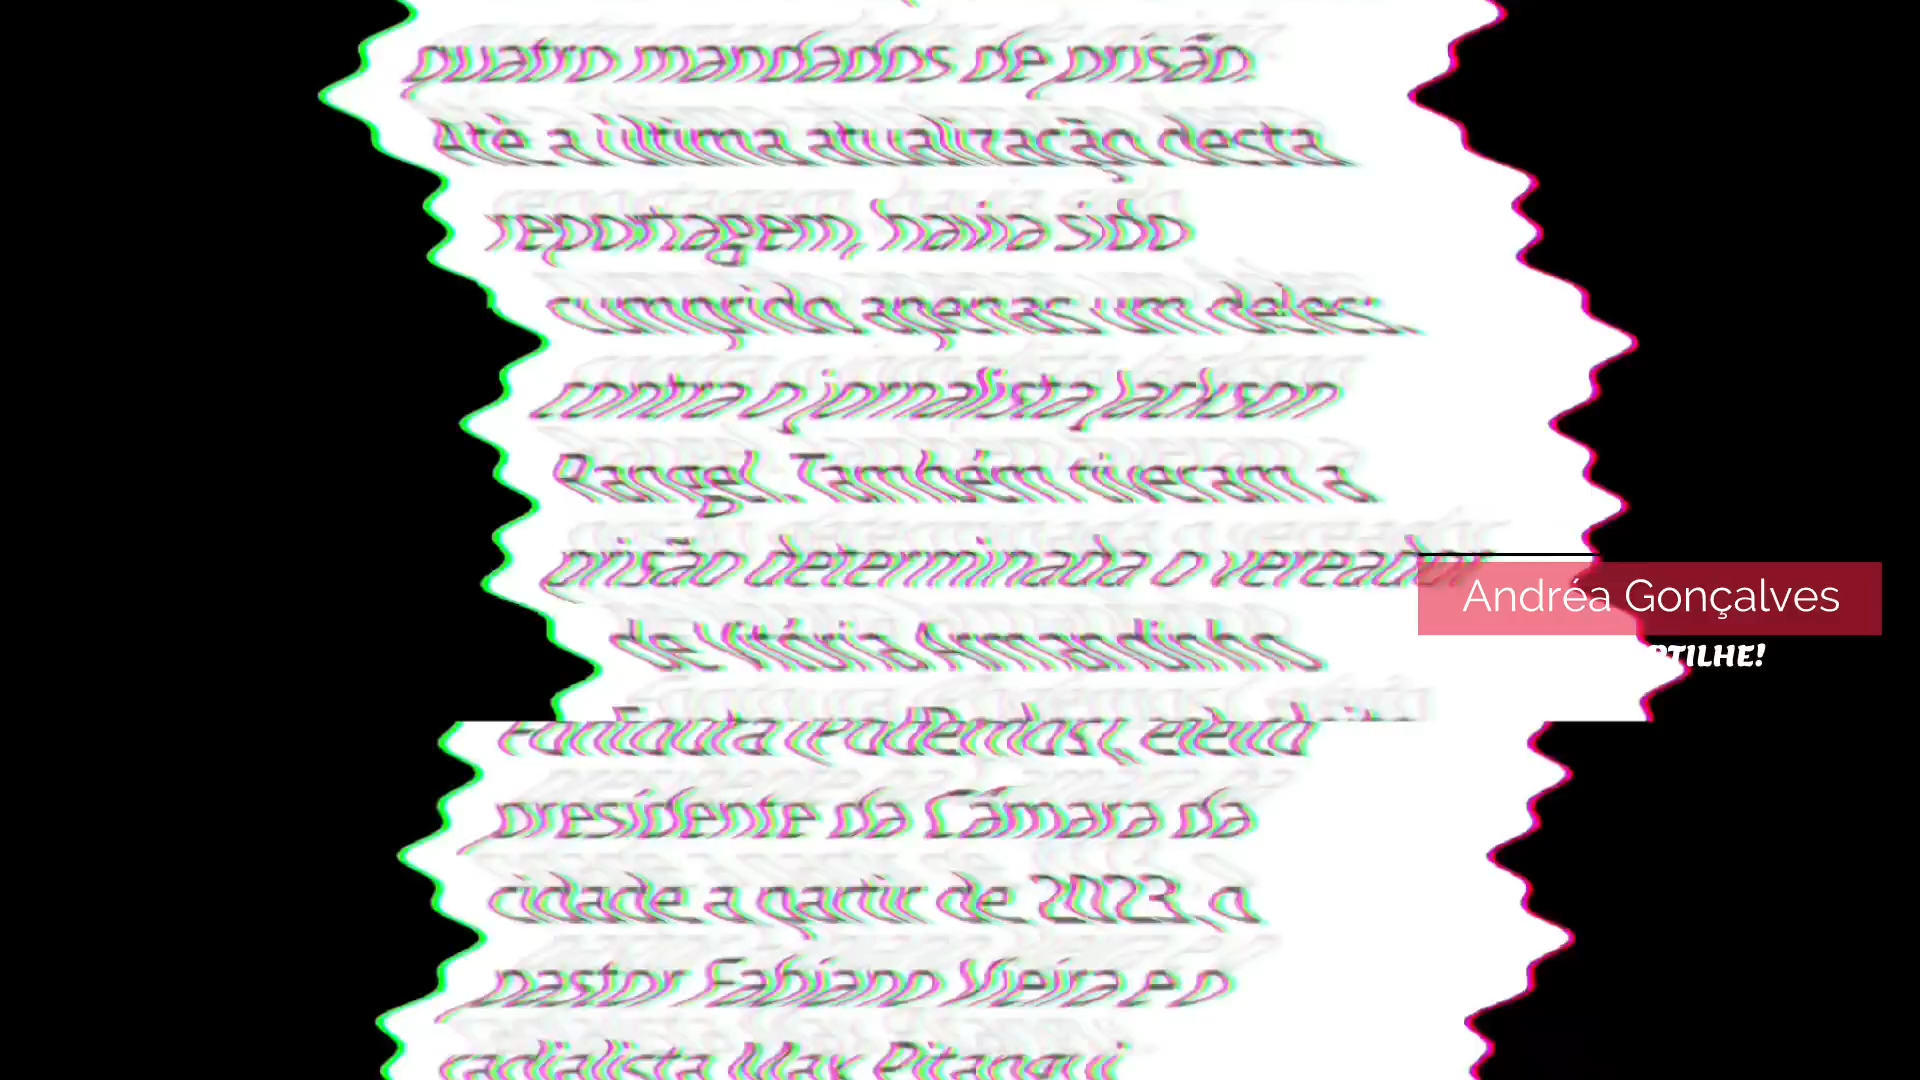 quatro mandados de prisão.
Até a última atualização desta
reportagem, havia sido
cumprido apenas um deles:
contra o jornalista Jackson
Rangel. Também tiveram a
prisão determinada o vereador
de Vitória Armandinho
Fontoura (Podemos), eleito
presidente da Câmara da
cidade a partir de 2023, o
pastor Fabiano Vieira e o
radialista Max Pitangui
Andréa Gonçalves
RTILHE!